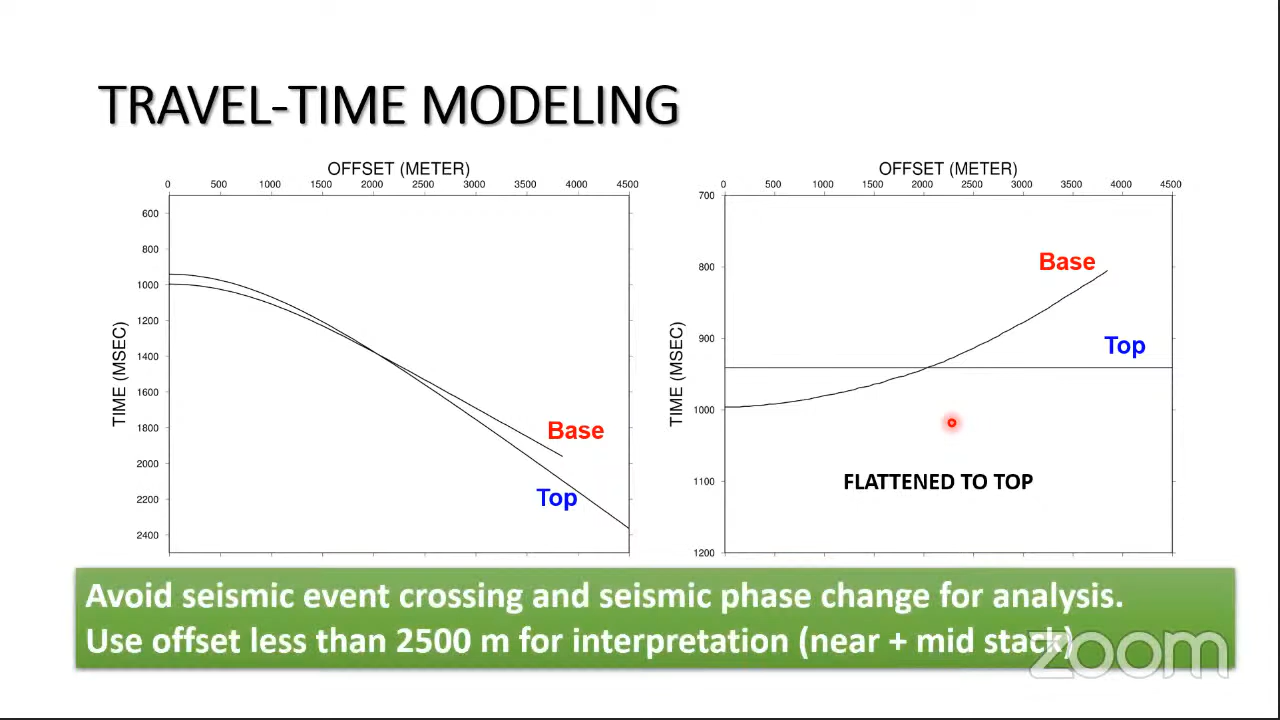 TRAVEL-TIME MODELING
OFFSET (METER)
0 500 1000 1500 2000 2500 3000 3500 4000 4500
TIME (MSEC)
600
800
1000
1200
1400
1600
1800
2000
2200
2400
Base
Top
OFFSET (METER)
0 500 1000 1500 2000 2500 3000 3500 4000 4500
TIME (MSEC)
700
800
900
1000
1100
1200
Base
Top
FLATTENED TO TOP
Avoid seismic event crossing and seismic phase change for analysis.
Use offset less than 2500 m for interpretation (near + mid stack)
zoom